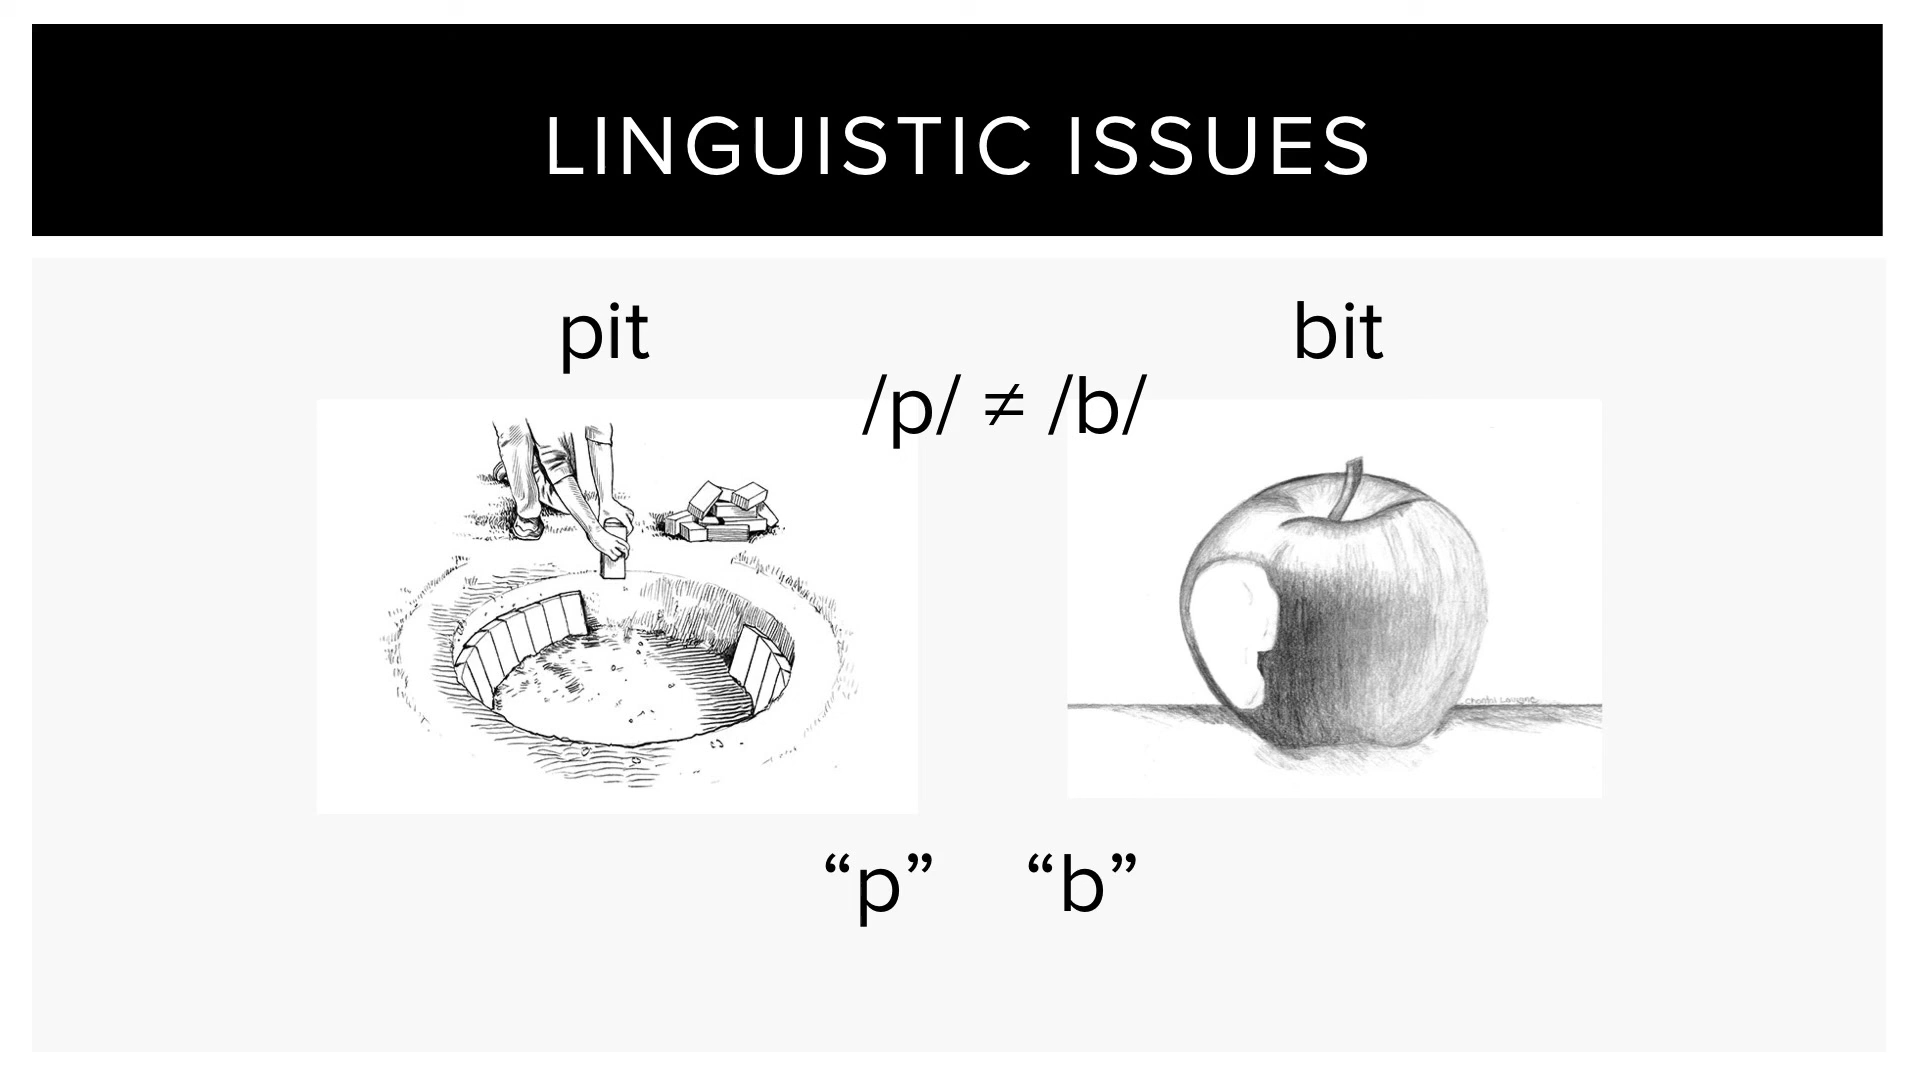 LINGUISTIC ISSUES
pit
bit
/p/ ≠ /b/
“p” “b”